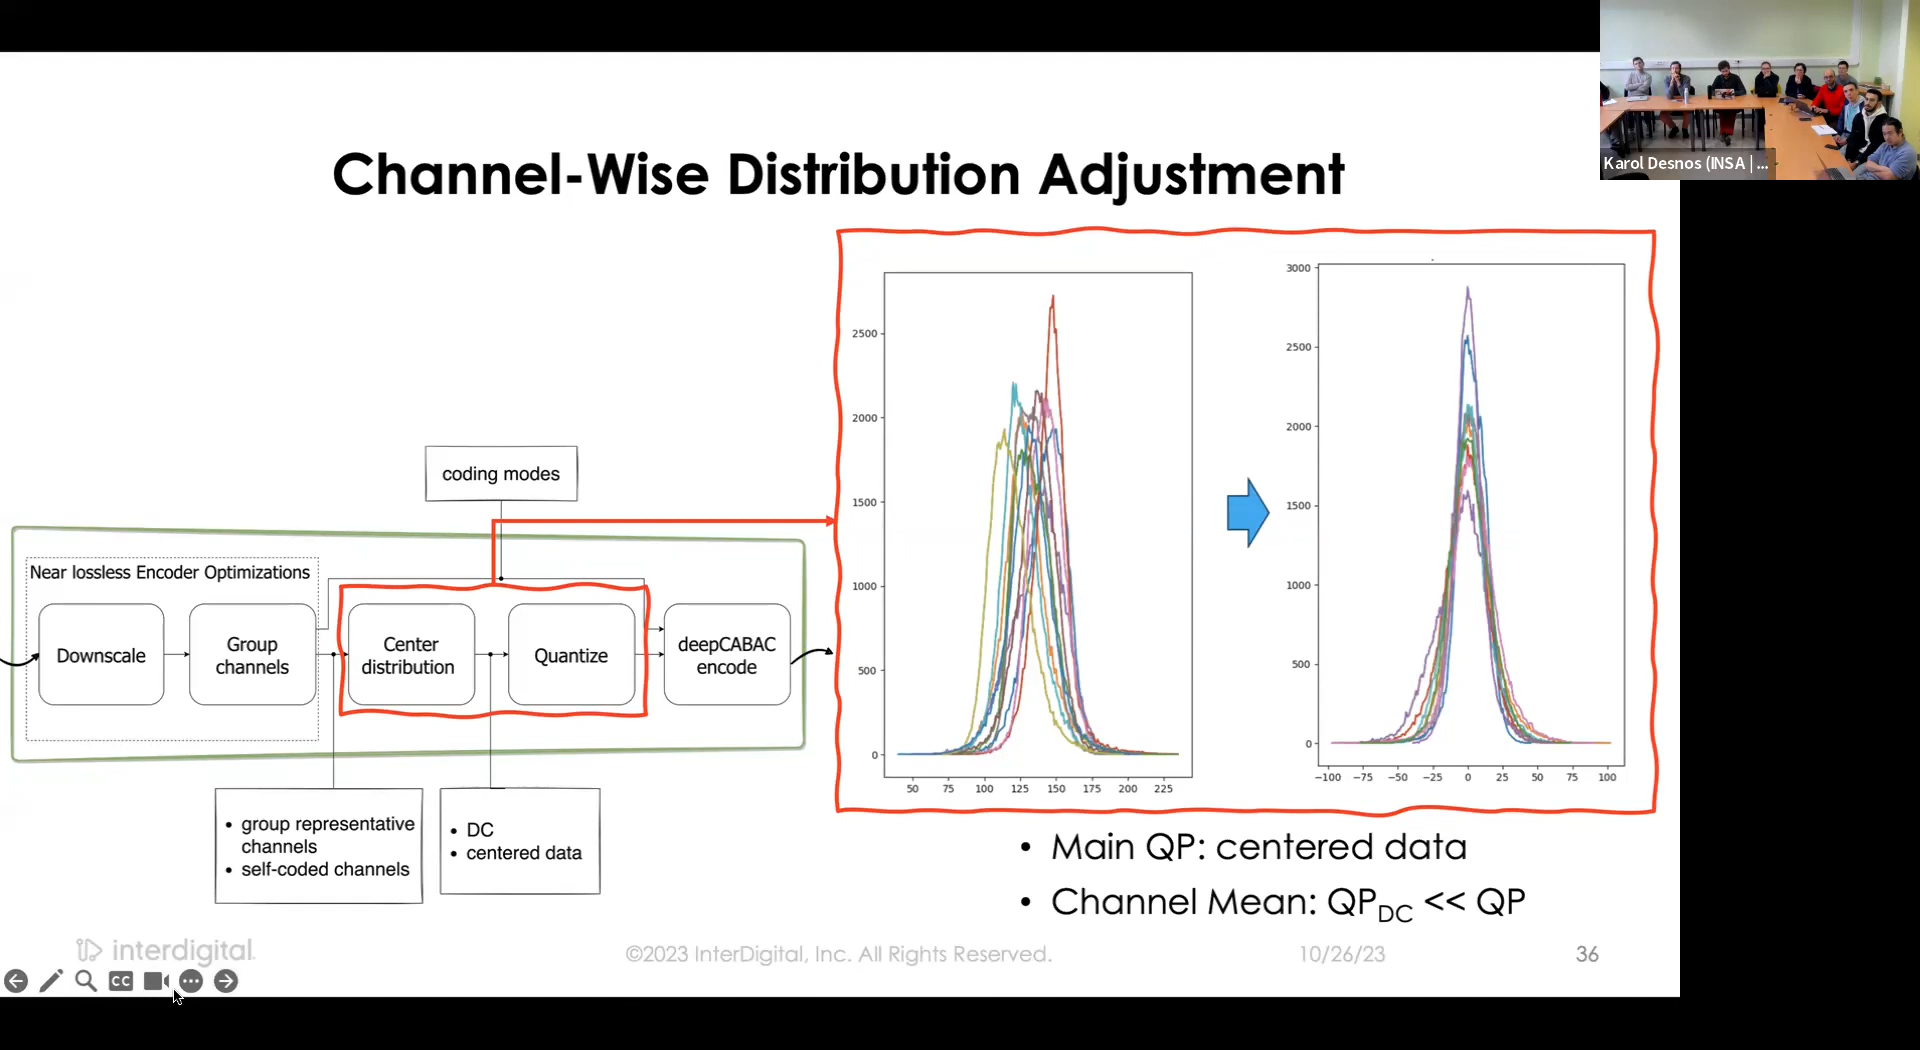 Karol Desnos (INSA | ...
Channel-Wise Distribution Adjustment
coding modes
Near lossless Encoder Optimizations
Downscale
Group
channels
Center
distribution
Quantize
deepCABAC
encode
• group representative
channels
• self-coded channels
• DC
• centered data
2500
2000
1500
1000
500
0
50 75 100 125 150 175 200 225
3000
2500
2000
1500
1000
500
0
−100 −75 −50 −25 0 25 50 75 100
• Main QP: centered data
• Channel Mean: QPDC << QP
interdigital
©2023 InterDigital, Inc. All Rights Reserved.
10/26/23
36
CC